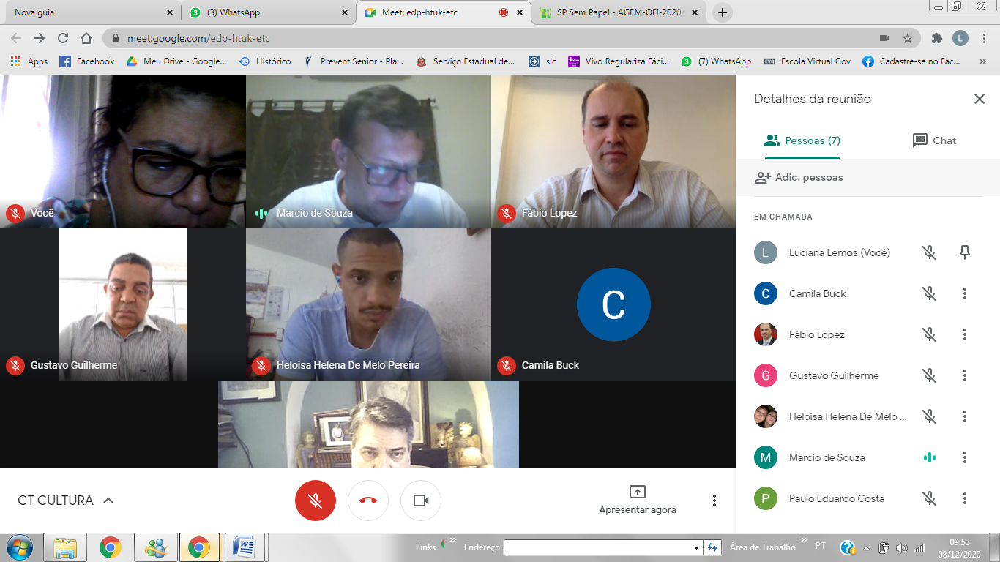 Nova guia
(3) WhatsApp
Meet: edp-htuk-etc
SP Sem Papel - AGEM-OFI-2020/
meet.google.com/edp-htuk-etc
L
Apps
Facebook
Meu Drive - Google...
Histórico
Prevent Senior - Pla...
Serviço Estadual de...
sic
Vivo Regulariza Fáci...
(7) WhatsApp
Escola Virtual Gov
Cadastre-se no Fac...
»
Você
Marcio de Souza
Fábio Lopez
Gustavo Guilherme
Heloisa Helena De Melo Pereira
C
Camila Buck
CT CULTURA
Apresentar agora
Detalhes da reunião
Pessoas (7)
Chat
Adic. pessoas
EM CHAMADA
L Luciana Lemos (Você)
C Camila Buck
Fábio Lopez
G Gustavo Guilherme
Heloisa Helena De Melo ...
M Marcio de Souza
P Paulo Eduardo Costa
Links » Endereço Área de Trabalho » PT
09:53
08/12/2020